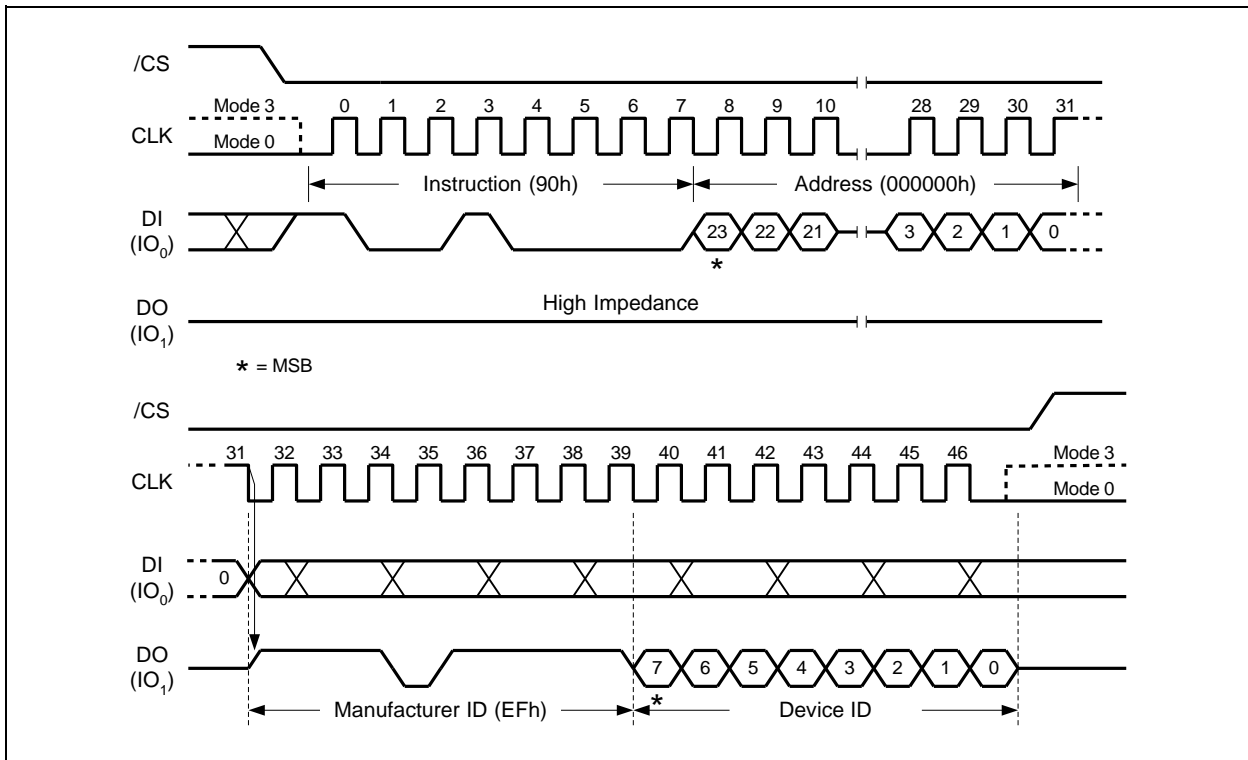 /CS
Mode 3
0 1 2 3 4 5 6 7 8 9 10 28 29 30 31
CLK
Mode 0
Instruction (90h) Address (000000h)
DI
(IO0)
23 22 21 3 2 1 0
*
High Impedance
DO
(IO1)
* = MSB
/CS
31 32 33 34 35 36 37 38 39 40 41 42 43 44 45 46
Mode 3
CLK
Mode 0
DI
(IO0)
0
DO
(IO1)
7 6 5 4 3 2 1 0
*
Manufacturer ID (EFh) Device ID